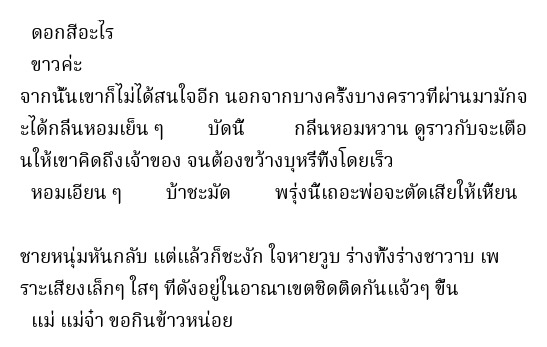 ดอกสีอะไร
ขาวค่ะ
จากนั้นเขาก็ไม่ได้สนใจอีก นอกจากบางครั้งบางคราวที่ผ่านมามักจ
ะได้กลิ่นหอมเย็น ๆ บัดนี้ กลิ่นหอมหวาน ดูราวกับจะเตือ
นให้เขาคิดถึงเจ้าของ จนต้องขว้างบุหรี่ทิ้งโดยเร็ว
หอมเอียน ๆ บ้าชะมัด พรุ่งนี้เถอะพ่อจะตัดเสียให้เหี้ยน
ชายหนุ่มหันกลับ แต่แล้วก็ชะงัก ใจหายวูบ ร่างทั้งร่างชาวาบ เพ
ราะเสียงเล็กๆ ใสๆ ที่ดังอยู่ในอาณาเขตชิดติดกันแจ้วๆ ขึ้น
แม่ แม่จ๋า ขอกินข้าวหน่อย